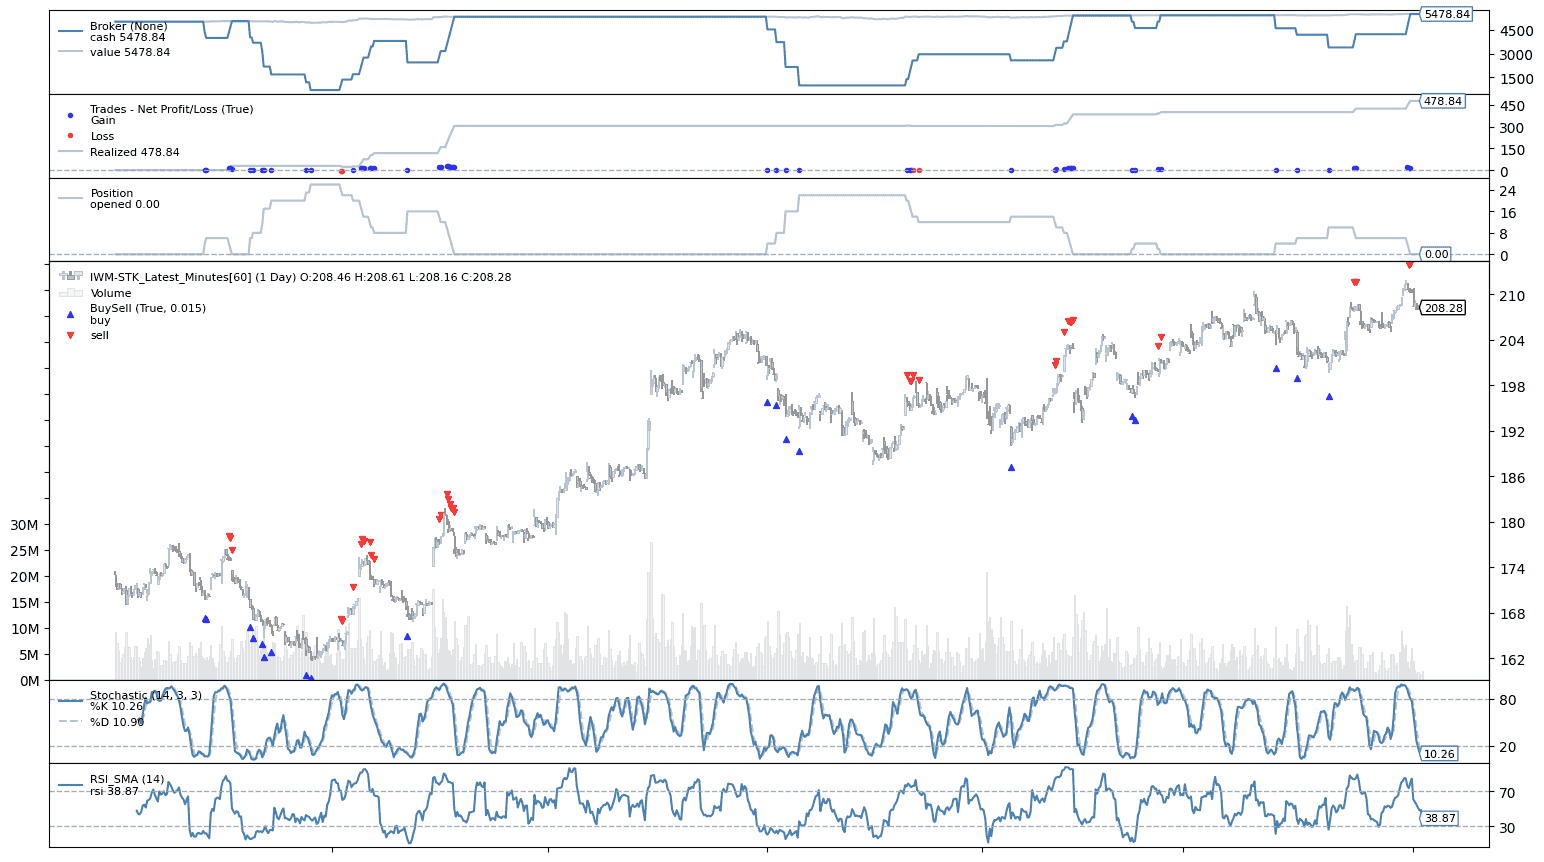 Broker (None)
cash 5478.84
value 5478.84
5478.84
4500
3000
1500
Trades - Net Profit/Loss (True)
Gain
Loss
Realized 478.84
478.84
450
300
150
0
Position
opened 0.00
24
16
8
0
0.00
IWM-STK_Latest_Minutes[60] (1 Day) O:208.46 H:208.61 L:208.16 C:208.28
Volume
BuySell (True, 0.015)
buy
sell
210
208.28
204
198
192
186
180
174
168
162
30M
25M
20M
15M
10M
5M
0M
Stochastic (14, 3, 3)
%K 10.26
%D 10.90
80
20
10.26
RSI_SMA (14)
rsi 38.87
70
38.87
30